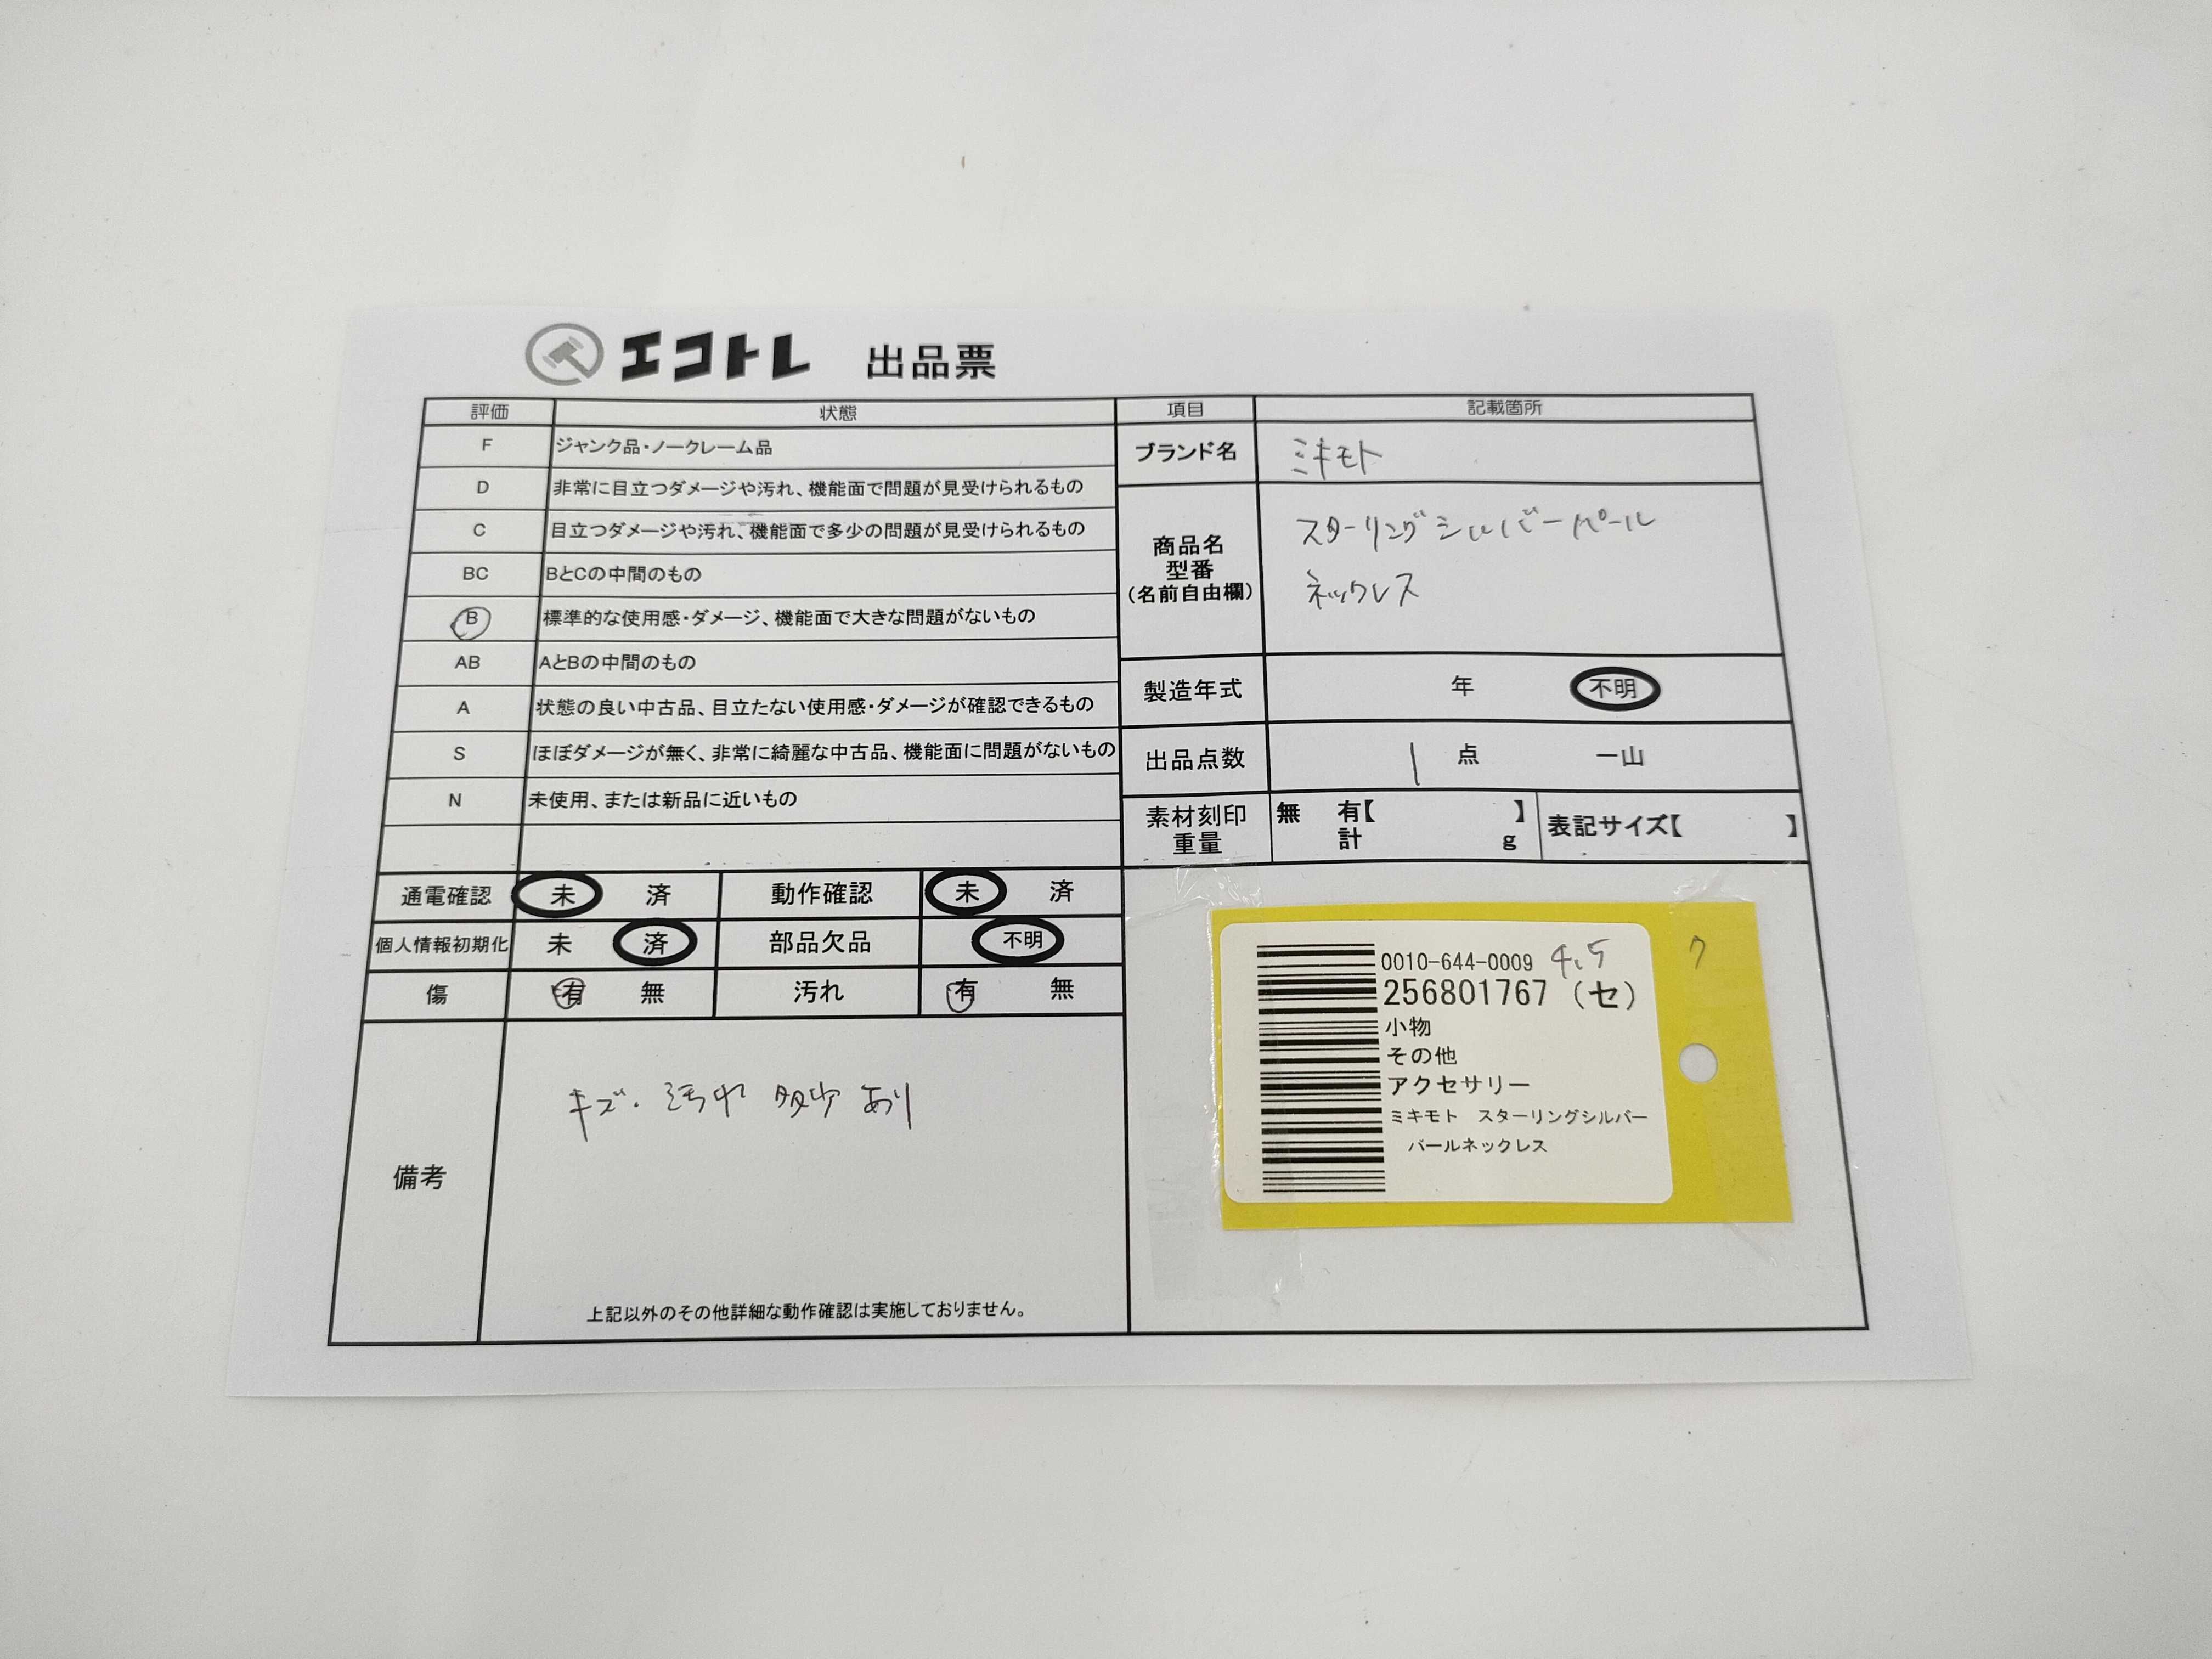 エコトレ 出品票
評価 状態
F ジャンク品・ノークレーム品
D 非常に目立つダメージや汚れ、機能面で問題が見受けられるもの
C 目立つダメージや汚れ、機能面で多少の問題が見受けられるもの
BC BとCの中間のもの
B 標準的な使用感・ダメージ、機能面で大きな問題がないもの
AB AとBの中間のもの
A 状態の良い中古品、目立たない使用感・ダメージが確認できるもの
S ほぼダメージが無く、非常に綺麗な中古品、機能面に問題がないもの
N 未使用、または新品に近いもの
通電確認 未 済 動作確認 未 済
個人情報初期化 未 済 部品欠品 不明
傷 有 無 汚れ 有 無
備考
キズ・汚れ 多少 あり
上記以外のその他詳細な動作確認は実施しておりません。
項目 記載箇所
ブランド名 ミキモト
商品名
型番
(名前自由欄)
スターリングシルバーパール
ネックレス
製造年式 年 不明
出品点数 1 点 一山
素材刻印
重量
無 有【 】
計 g
表記サイズ【 】
0010-644-0009 4.5
256801767 (セ)
小物
その他
アクセサリー
ミキモト スターリングシルバー
パールネックレス
ク